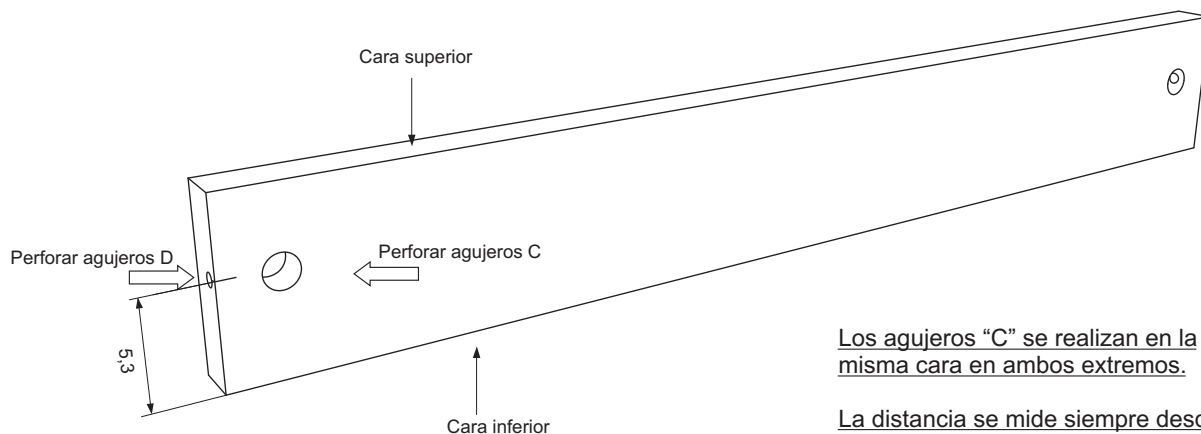 Cara superior
Perforar agujeros D
Perforar agujeros C
5,3
Cara inferior
Los agujeros “C” se realizan en la
misma cara en ambos extremos.
La distancia se mide siempre